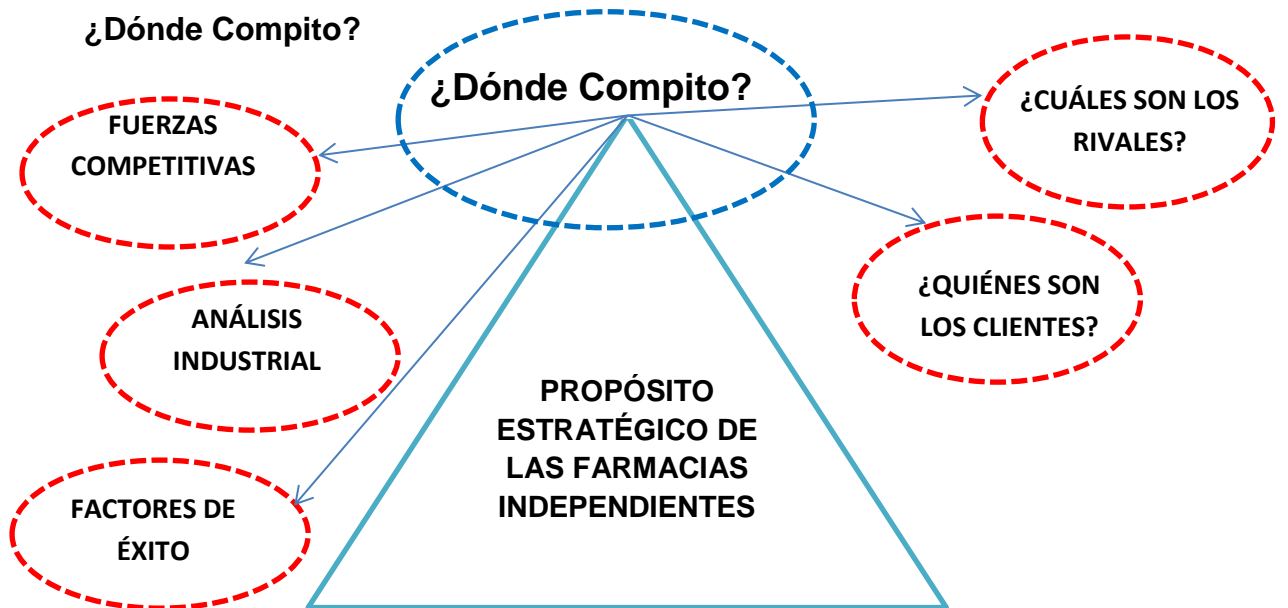 ¿Dónde Compito?
¿Dónde Compito?
FUERZAS
COMPETITIVAS
¿CUÁLES SON LOS
RIVALES?
ANÁLISIS
INDUSTRIAL
¿QUIÉNES SON
LOS CLIENTES?
PROPÓSITO
ESTRATÉGICO DE
LAS FARMACIAS
INDEPENDIENTES
FACTORES DE
ÉXITO